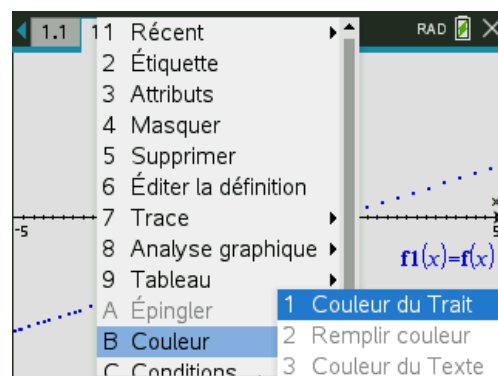 1.1 1 1 Récent RAD
2 Étiquette
3 Attributs
4 Masquer
5 Supprimer
6 Éditer la définition
7 Trace
8 Analyse graphique
9 Tableau
A Épingler
B Couleur
C Conditions
1 Couleur du Trait
2 Remplir couleur
3 Couleur du Texte
-5
x
5
f1(x)=f(x)